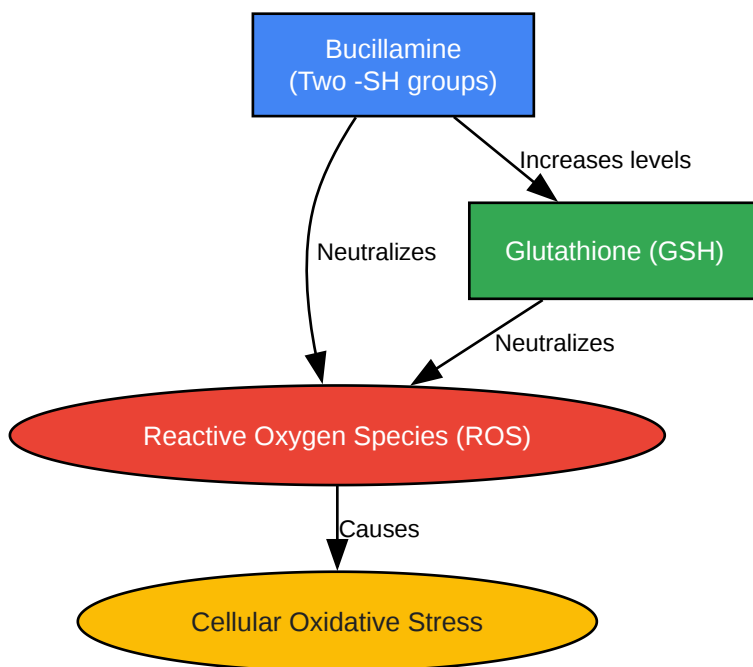 Bucillamine
(Two -SH groups)
Increases levels
Neutralizes
Glutathione (GSH)
Neutralizes
Reactive Oxygen Species (ROS)
Causes
Cellular Oxidative Stress